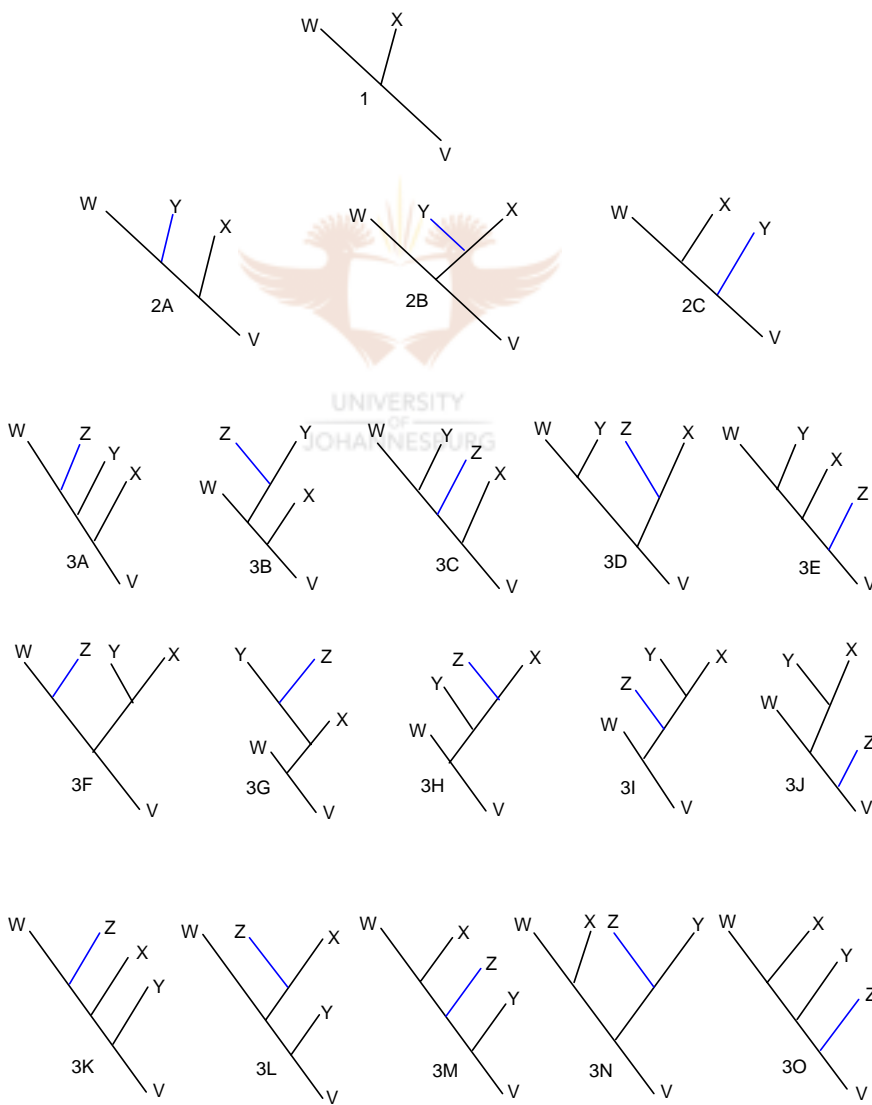 W X
1
V
W Y X
2A
V
W Y X
2B
V
W X Y
2C
V
UNIVERSITY
OF
JOHANNESBURG
W Z Y X
3A
V
Z Y W X
3B
V
W Y Z X
3C
V
W Y Z X
3D
V
W Y X Z
3E
V
W Z Y X
3F
V
Y Z X W
3G
V
Z X Y W
3H
V
Y X Z W
3I
V
X Y W Z
3J
V
W Z X Y
3K
V
W Z X Y
3L
V
W X Z Y
3M
V
W X Z Y
3N
V
W X Y Z
3O
V